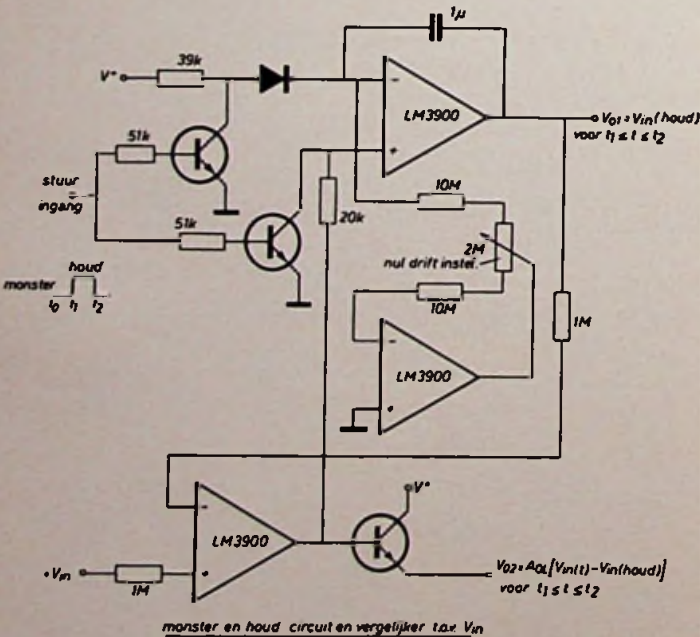 1µ
39k
V+
51k
LM3900
V01=Vin(houd)
voor t1 ≤ t ≤ t2
stuur
ingang
51k
20k
10M
2M
nul drift instel.
houd
monster
t0 t1 t2
10M
1M
LM3900
V+
LM3900
+Vin
1M
V02=AOL[Vin(t)-Vin(houd)]
voor t1 ≤ t ≤ t2
monster en houd circuit en vergelijker t.o.v. Vin